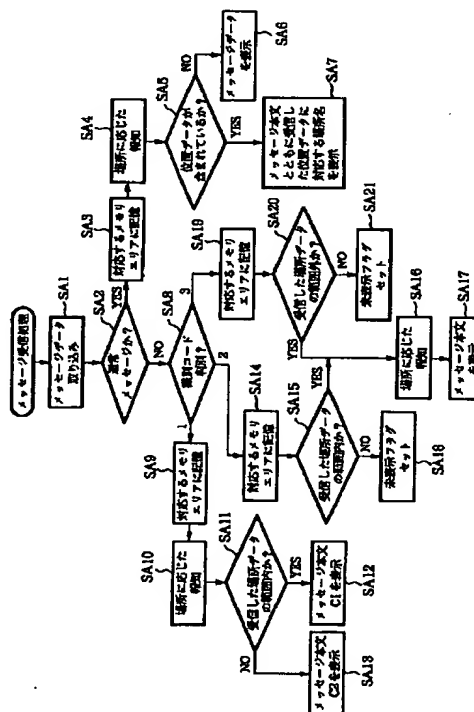 メッセージ受信処理
SA1
メッセージデータ
取り込み
SA2
通常
メッセージか?
YES
NO
SA3
対応するメモリ
エリアに記憶
SA4
場所に応じた
報知
SA5
位置データが
含まれているか?
NO
YES
SA6
メッセージデータ
を表示
SA7
メッセージ本文
とともに受信し
た位置データに
対応する場所名
を表示
SA8
識別コード
判別?
1
2
3
SA9
対応するメモリ
エリアに記憶
SA10
場所に応じた
報知
SA11
受信した場所データ
の範囲内か?
YES
NO
SA12
メッセージ本文
C1を表示
SA13
メッセージ本文
C2を表示
SA14
対応するメモリ
エリアに記憶
SA15
受信した場所データ
の範囲内か?
YES
NO
SA18
未表示フラグ
セット
SA19
対応するメモリ
エリアに記憶
SA20
受信した場所データ
の範囲外か?
YES
NO
SA21
未表示フラグ
セット
SA16
場所に応じた
報知
SA17
メッセージ本文
を表示